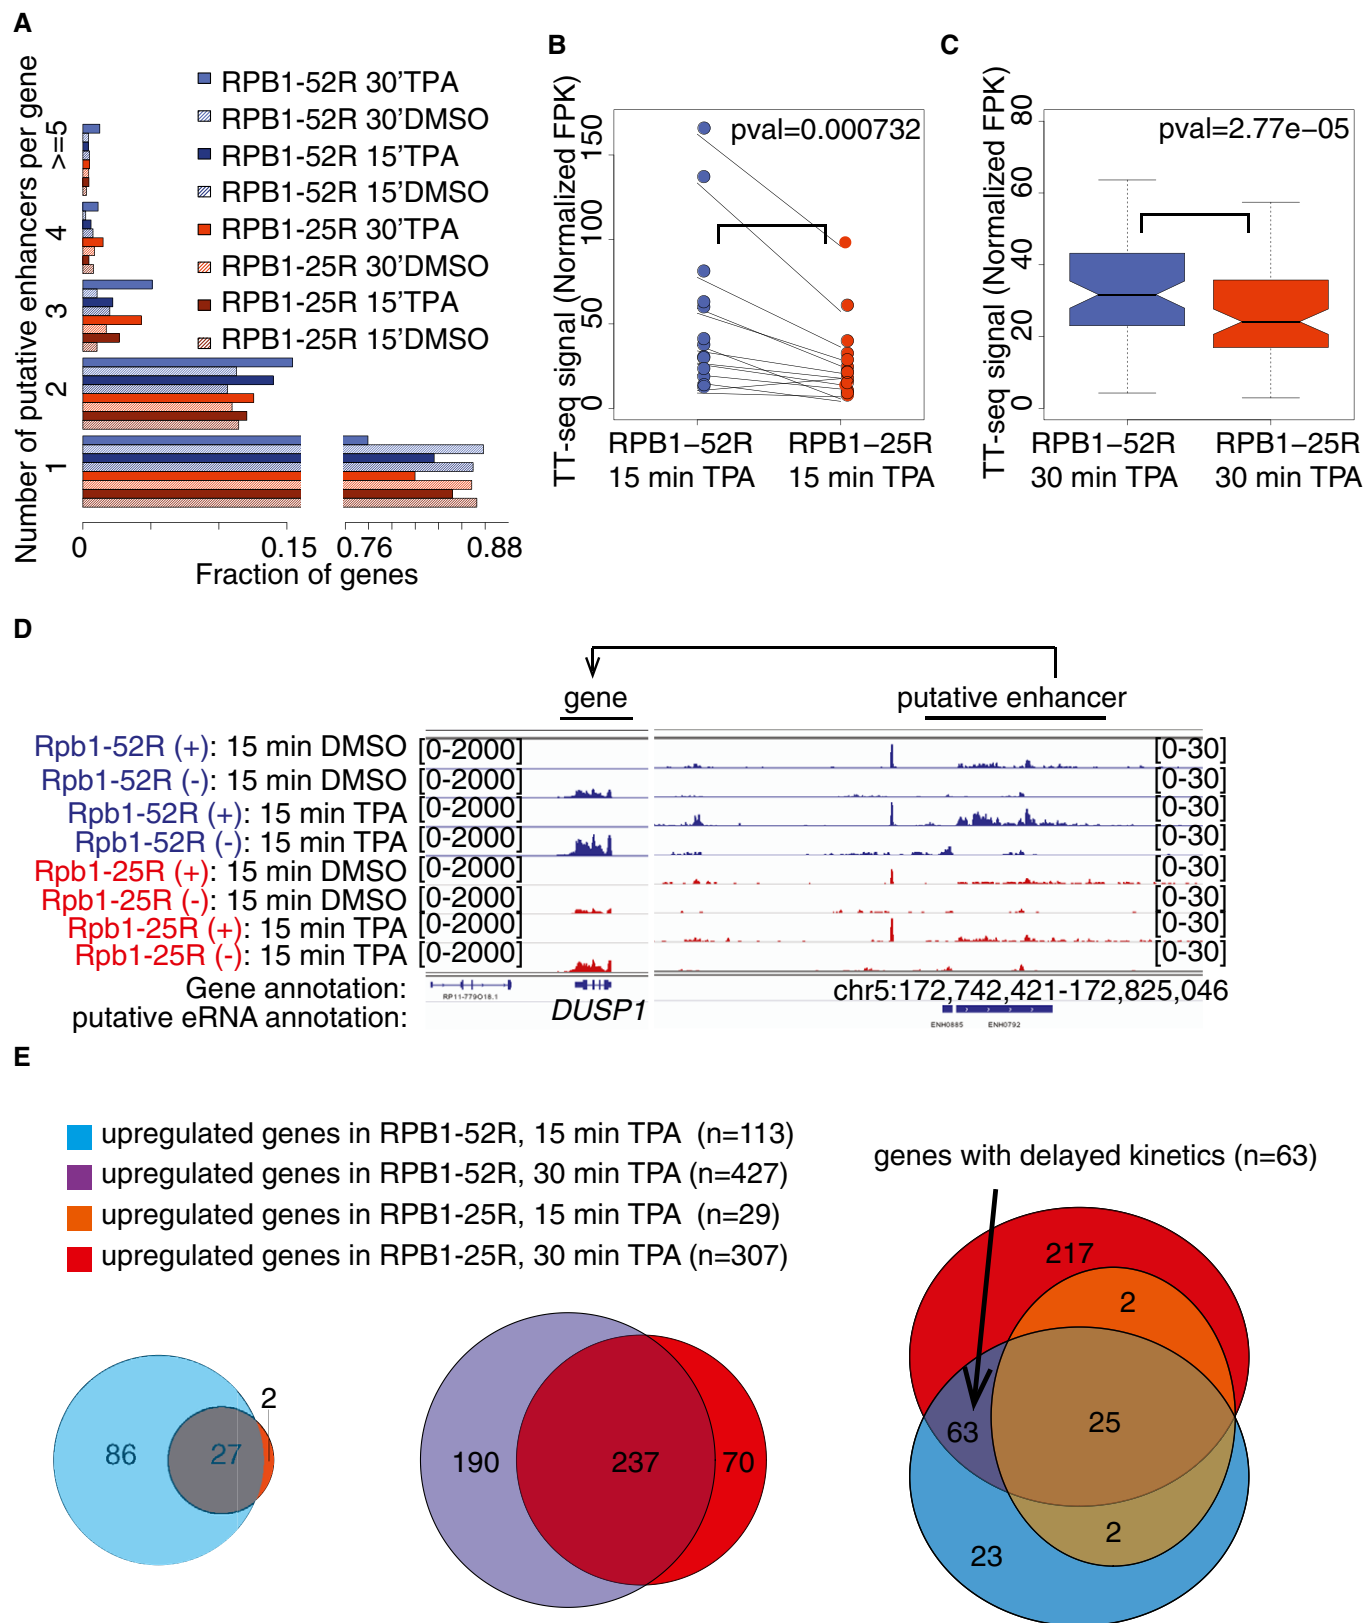 A
Number of putative enhancers per gene
>=5
4
3
2
1
RPB1-52R 30'TPA
RPB1-52R 30'DMSO
RPB1-52R 15'TPA
RPB1-52R 15'DMSO
RPB1-25R 30'TPA
RPB1-25R 30'DMSO
RPB1-25R 15'TPA
RPB1-25R 15'DMSO
0 0.15 0.76 0.88
Fraction of genes
B
TT-seq signal (Normalized FPK)
150
100
50
0
pval=0.000732
RPB1−52R RPB1−25R
15 min TPA 15 min TPA
C
TT-seq signal (Normalized FPK)
80
60
40
20
0
pval=2.77e−05
RPB1−52R RPB1−25R
30 min TPA 30 min TPA
D
gene putative enhancer
Rpb1-52R (+): 15 min DMSO [0-2000] [0-30]
Rpb1-52R (-): 15 min DMSO [0-2000] [0-30]
Rpb1-52R (+): 15 min TPA [0-2000] [0-30]
Rpb1-52R (-): 15 min TPA [0-2000] [0-30]
Rpb1-25R (+): 15 min DMSO [0-2000] [0-30]
Rpb1-25R (-): 15 min DMSO [0-2000] [0-30]
Rpb1-25R (+): 15 min TPA [0-2000] [0-30]
Rpb1-25R (-): 15 min TPA [0-2000] [0-30]
Gene annotation: RP11-779O18.1 DUSP1 chr5:172,742,421-172,825,046
putative eRNA annotation: ENH0885 ENH0792
E
upregulated genes in RPB1-52R, 15 min TPA (n=113)
upregulated genes in RPB1-52R, 30 min TPA (n=427)
upregulated genes in RPB1-25R, 15 min TPA (n=29)
upregulated genes in RPB1-25R, 30 min TPA (n=307)
genes with delayed kinetics (n=63)
86 27 2
190 237 70
217
2
63 25
2
23